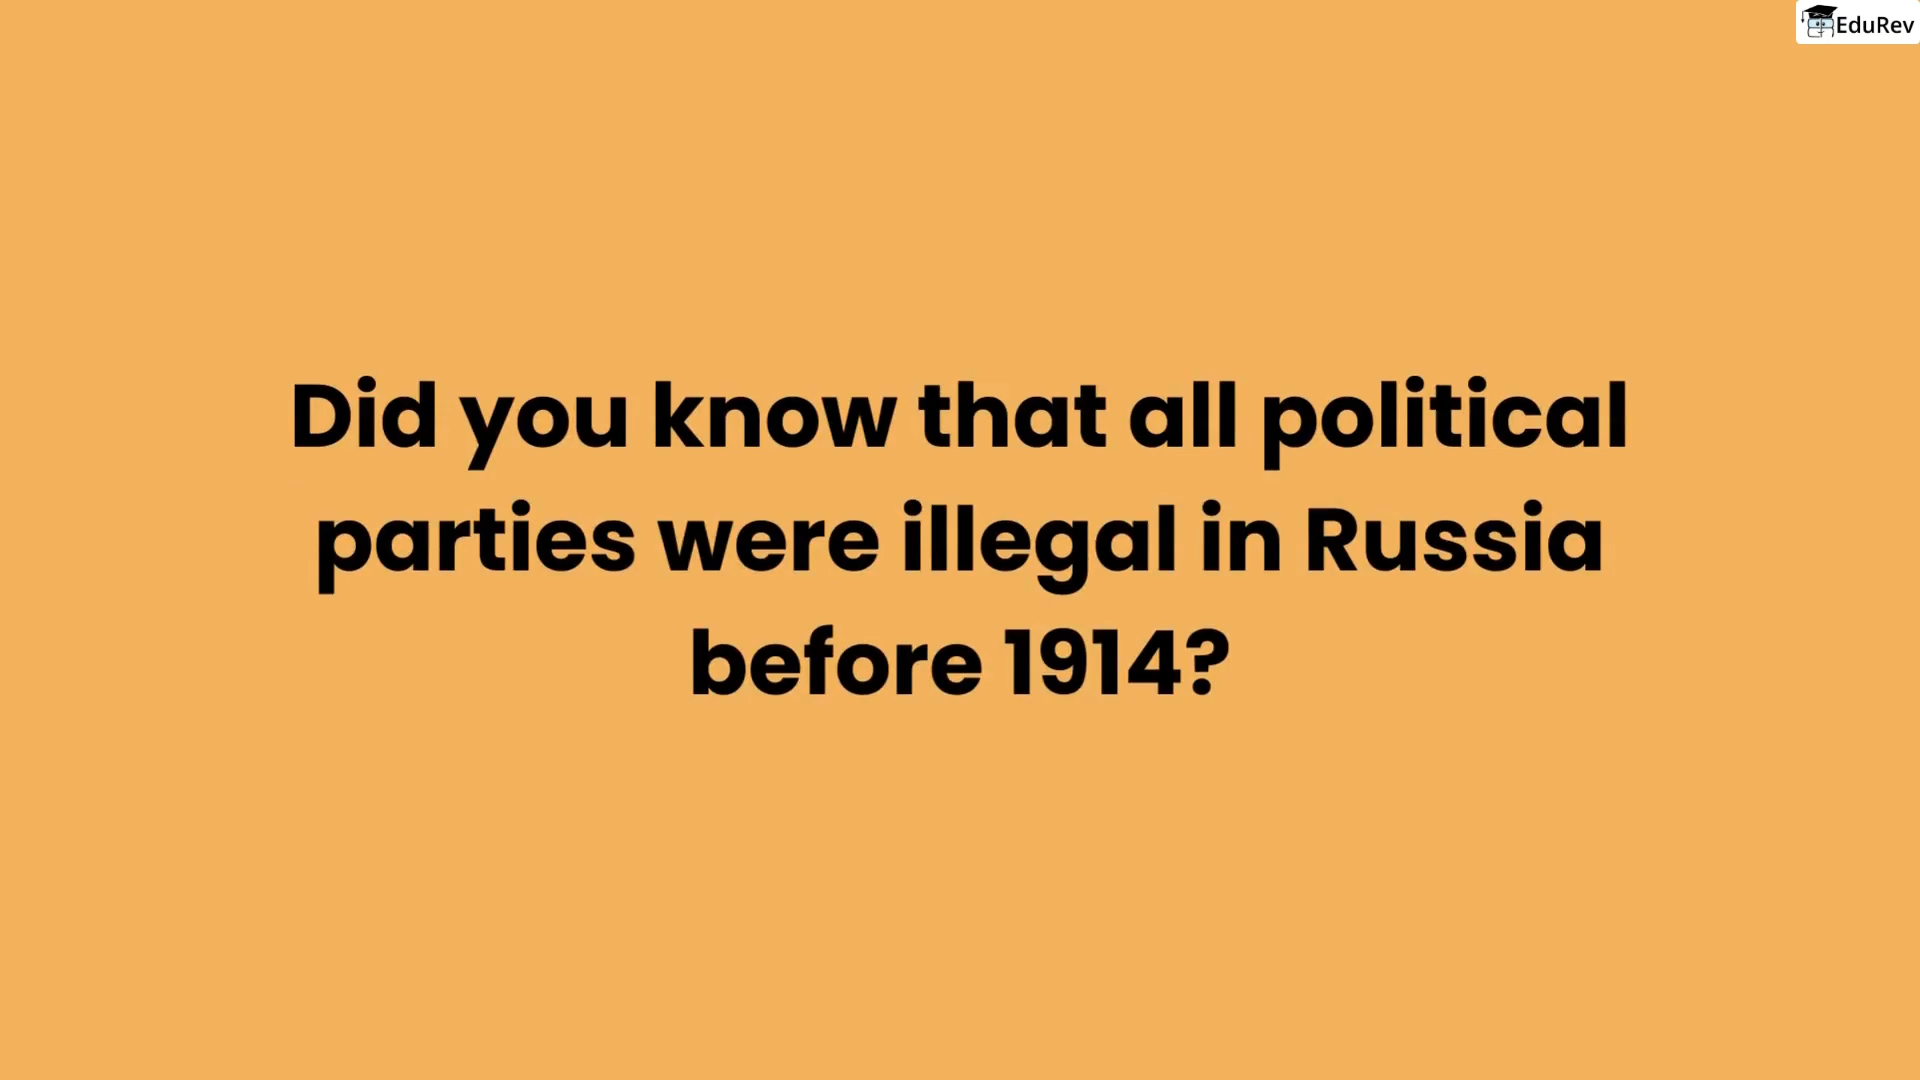 EduRev
Did you know that all political
parties were illegal in Russia
before 1914?